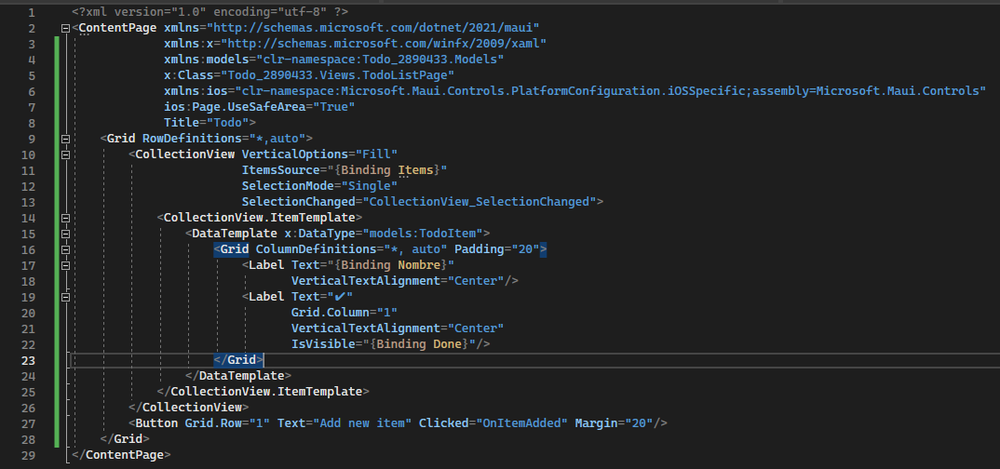 1 <?xml version="1.0" encoding="utf-8" ?>
2 <ContentPage xmlns="http://schemas.microsoft.com/dotnet/2021/maui"
3 xmlns:x="http://schemas.microsoft.com/winfx/2009/xaml"
4 xmlns:models="clr-namespace:Todo_2890433.Models"
5 x:Class="Todo_2890433.Views.TodoListPage"
6 xmlns:ios="clr-namespace:Microsoft.Maui.Controls.PlatformConfiguration.iOSSpecific;assembly=Microsoft.Maui.Controls"
7 ios:Page.UseSafeArea="True"
8 Title="Todo">
9 <Grid RowDefinitions="*,auto">
10 <CollectionView VerticalOptions="Fill"
11 ItemsSource="{Binding Items}"
12 SelectionMode="Single"
13 SelectionChanged="CollectionView_SelectionChanged">
14 <CollectionView.ItemTemplate>
15 <DataTemplate x:DataType="models:TodoItem">
16 <Grid ColumnDefinitions="*, auto" Padding="20">
17 <Label Text="{Binding Nombre}"
18 VerticalTextAlignment="Center"/>
19 <Label Text="✔"
20 Grid.Column="1"
21 VerticalTextAlignment="Center"
22 IsVisible="{Binding Done}"/>
23 </Grid>
24 </DataTemplate>
25 </CollectionView.ItemTemplate>
26 </CollectionView>
27 <Button Grid.Row="1" Text="Add new item" Clicked="OnItemAdded" Margin="20"/>
28 </Grid>
29 </ContentPage>